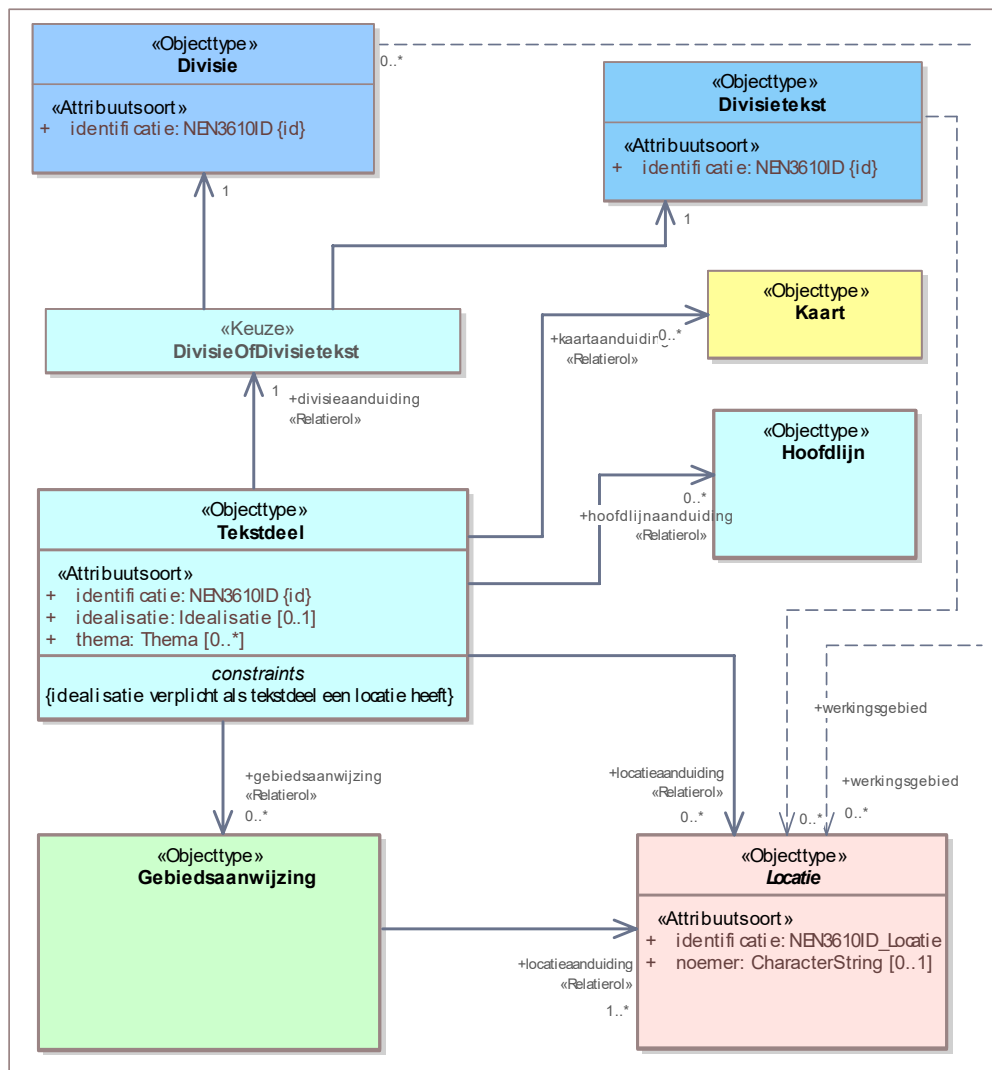 «Objecttype»
Divisie
«Attribuutsoort»
+ identificatie: NEN3610ID {id}
0..*
«Objecttype»
Divisietekst
«Attribuutsoort»
+ identificatie: NEN3610ID {id}
1
1
«Keuze»
DivisieOfDivisietekst
«Objecttype»
Kaart
+kaartaanduiding
0..*
«Relatierol»
1
+divisieaanduiding
«Relatierol»
«Objecttype»
Hoofdlijn
0..*
+hoofdlijnaanduiding
«Relatierol»
«Objecttype»
Tekstdeel
«Attribuutsoort»
+ identificatie: NEN3610ID {id}
+ idealisatie: Idealisatie [0..1]
+ thema: Thema [0..*]
constraints
{idealisatie verplicht als tekstdeel een locatie heeft}
+werkingsgebied
+gebiedsaanwijzing
«Relatierol»
0..*
+locatieaanduiding
«Relatierol»
0..*
+werkingsgebied
0..*
0..*
«Objecttype»
Gebiedsaanwijzing
«Objecttype»
Locatie
«Attribuutsoort»
+ identificatie: NEN3610ID_Locatie
+ noemer: CharacterString [0..1]
+locatieaanduiding
«Relatierol»
1..*